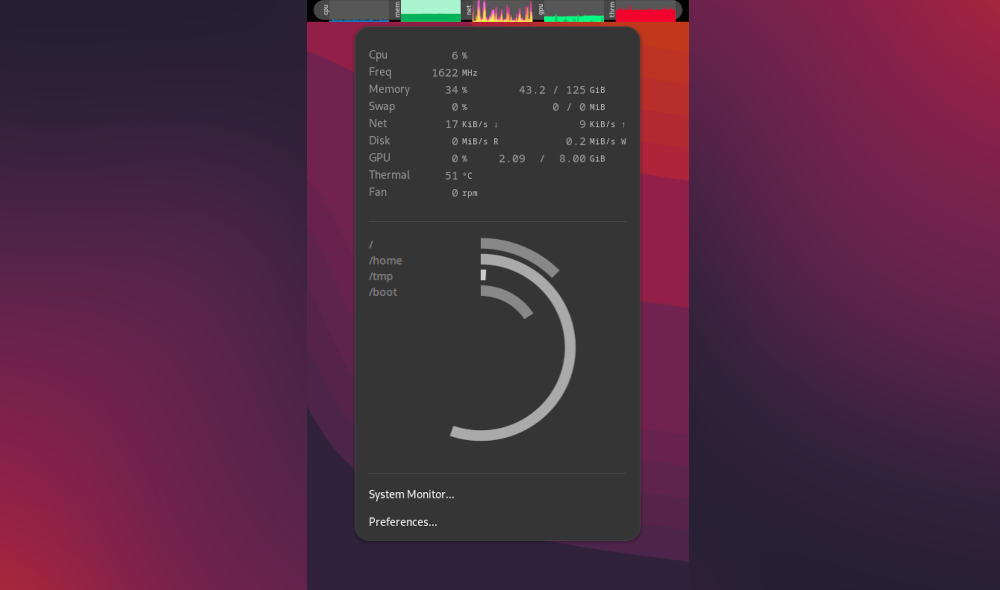 cpu mem net gpu thrm
Cpu 6 %
Freq 1622 MHz
Memory 34 % 43.2 / 125 GiB
Swap 0 % 0 / 0 MiB
Net 17 KiB/s ↓ 9 KiB/s ↑
Disk 0 MiB/s R 0.2 MiB/s W
GPU 0 % 2.09 / 8.00 GiB
Thermal 51 °C
Fan 0 rpm
/
/home
/tmp
/boot
System Monitor...
Preferences...